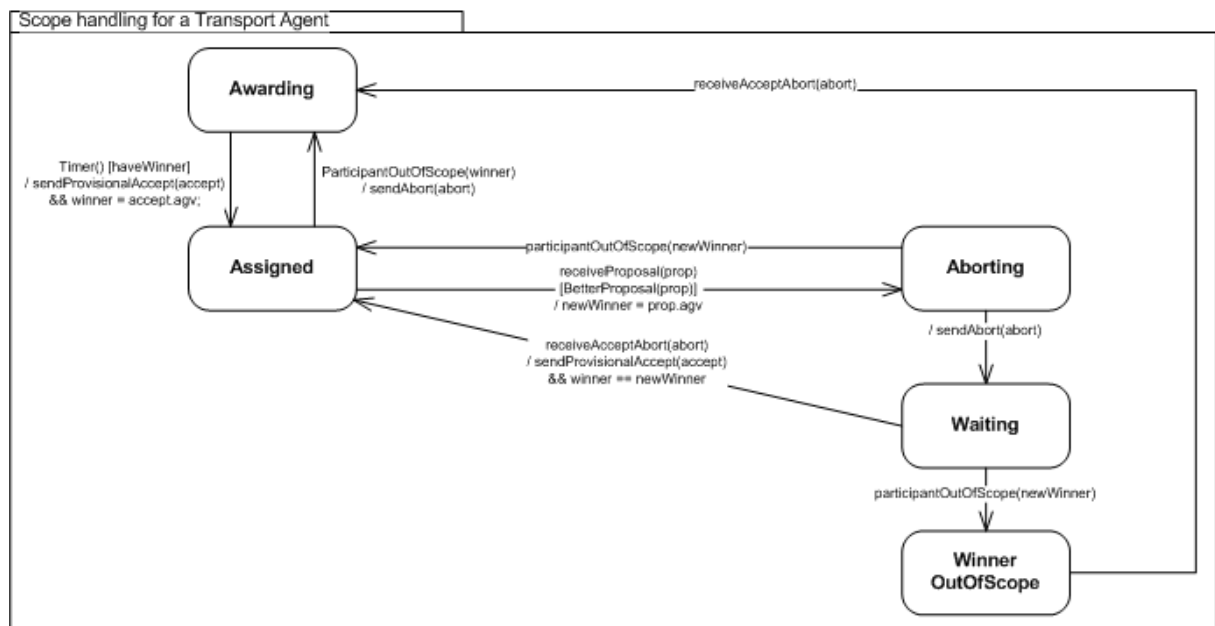 Scope handling for a Transport Agent
Awarding
receiveAcceptAbort(abort)
Timer() [haveWinner]
/ sendProvisionalAccept(accept)
&& winner = accept.agv;
ParticipantOutOfScope(winner)
/ sendAbort(abort)
Assigned
participantOutOfScope(newWinner)
receiveProposal(prop)
[BetterProposal(prop)]
/ newWinner = prop.agv
Aborting
/ sendAbort(abort)
receiveAcceptAbort(abort)
/ sendProvisionalAccept(accept)
&& winner == newWinner
Waiting
participantOutOfScope(newWinner)
Winner
OutOfScope